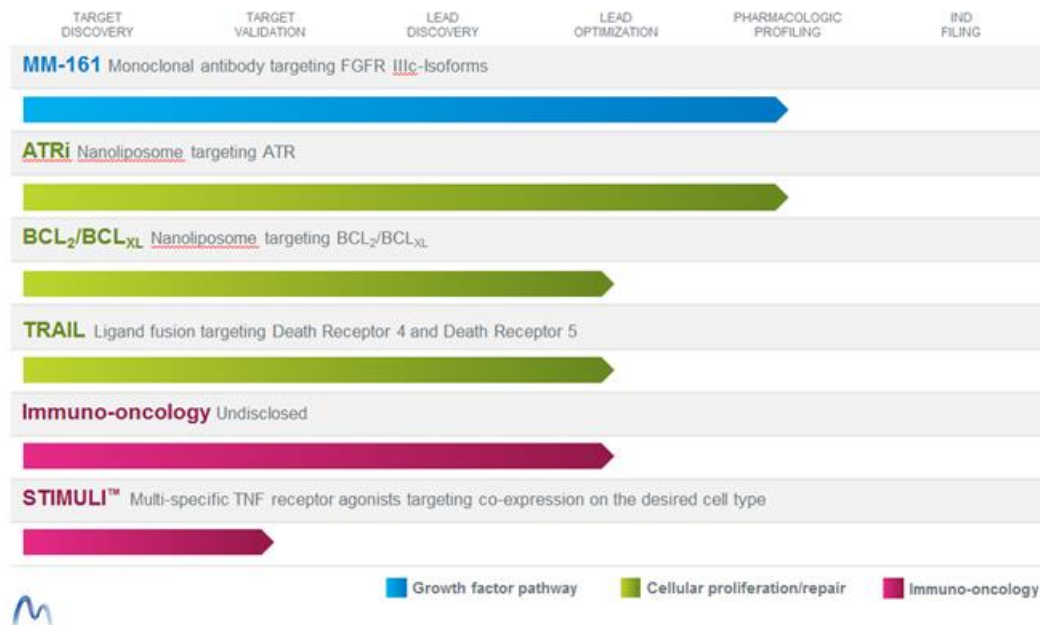 TARGET DISCOVERY
TARGET VALIDATION
LEAD DISCOVERY
LEAD OPTIMIZATION
PHARMACOLOGIC PROFILING
IND FILING
MM-161 Monoclonal antibody targeting FGFR IIIc-Isoforms
ATRi Nanoliposome targeting ATR
BCL₂/BCL_XL Nanoliposome targeting BCL₂/BCL_XL
TRAIL Ligand fusion targeting Death Receptor 4 and Death Receptor 5
Immuno-oncology Undisclosed
STIMULI™ Multi-specific TNF receptor agonists targeting co-expression on the desired cell type
Growth factor pathway
Cellular proliferation/repair
Immuno-oncology